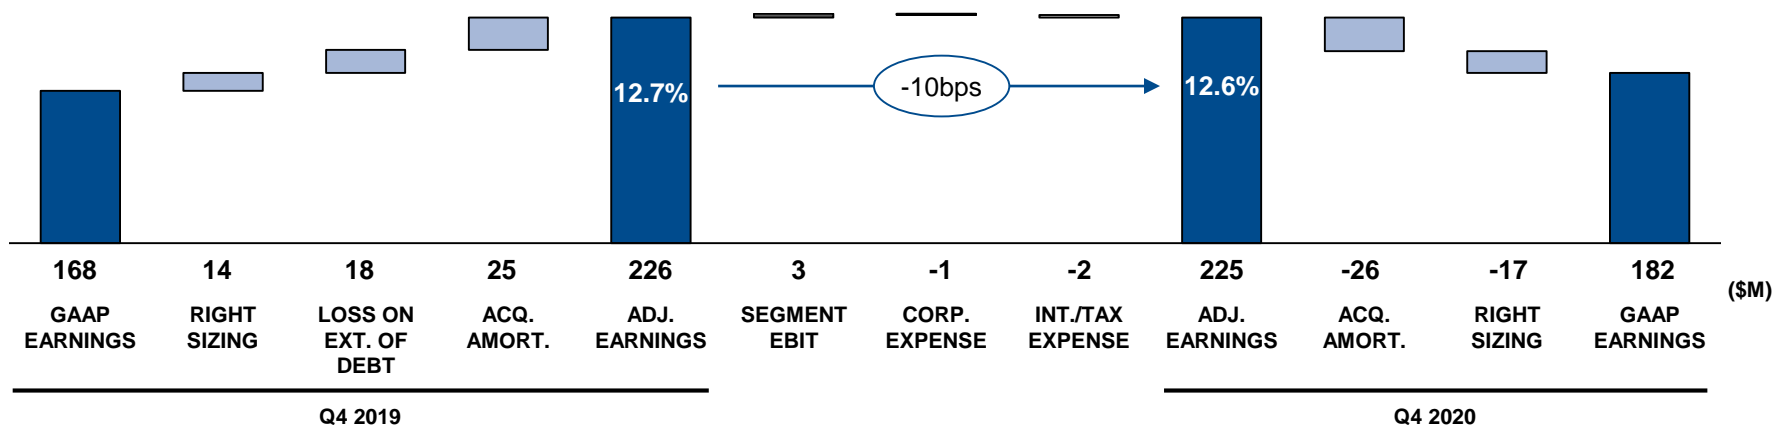 12.7%
-10bps
12.6%
168 14 18 25 226 3 -1 -2 225 -26 -17 182
($M)
GAAP RIGHT LOSS ON ACQ. ADJ. SEGMENT CORP. INT./TAX ADJ. ACQ. RIGHT GAAP
EARNINGS SIZING EXT. OF AMORT. EARNINGS EBIT EXPENSE EXPENSE EARNINGS AMORT. SIZING EARNINGS
DEBT
Q4 2019 Q4 2020